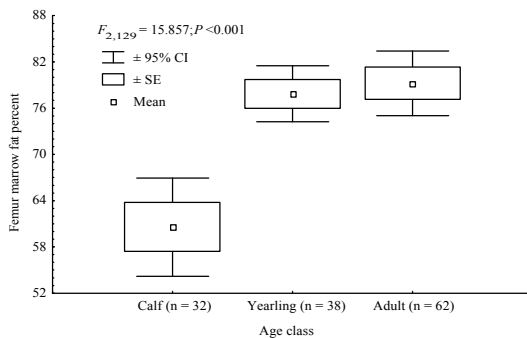 F2,129 = 15.857; P <0.001
± 95% CI
± SE
Mean
Femur marrow fat percent
88
82
76
70
64
58
52
Calf (n = 32) Yearling (n = 38) Adult (n = 62)
Age class